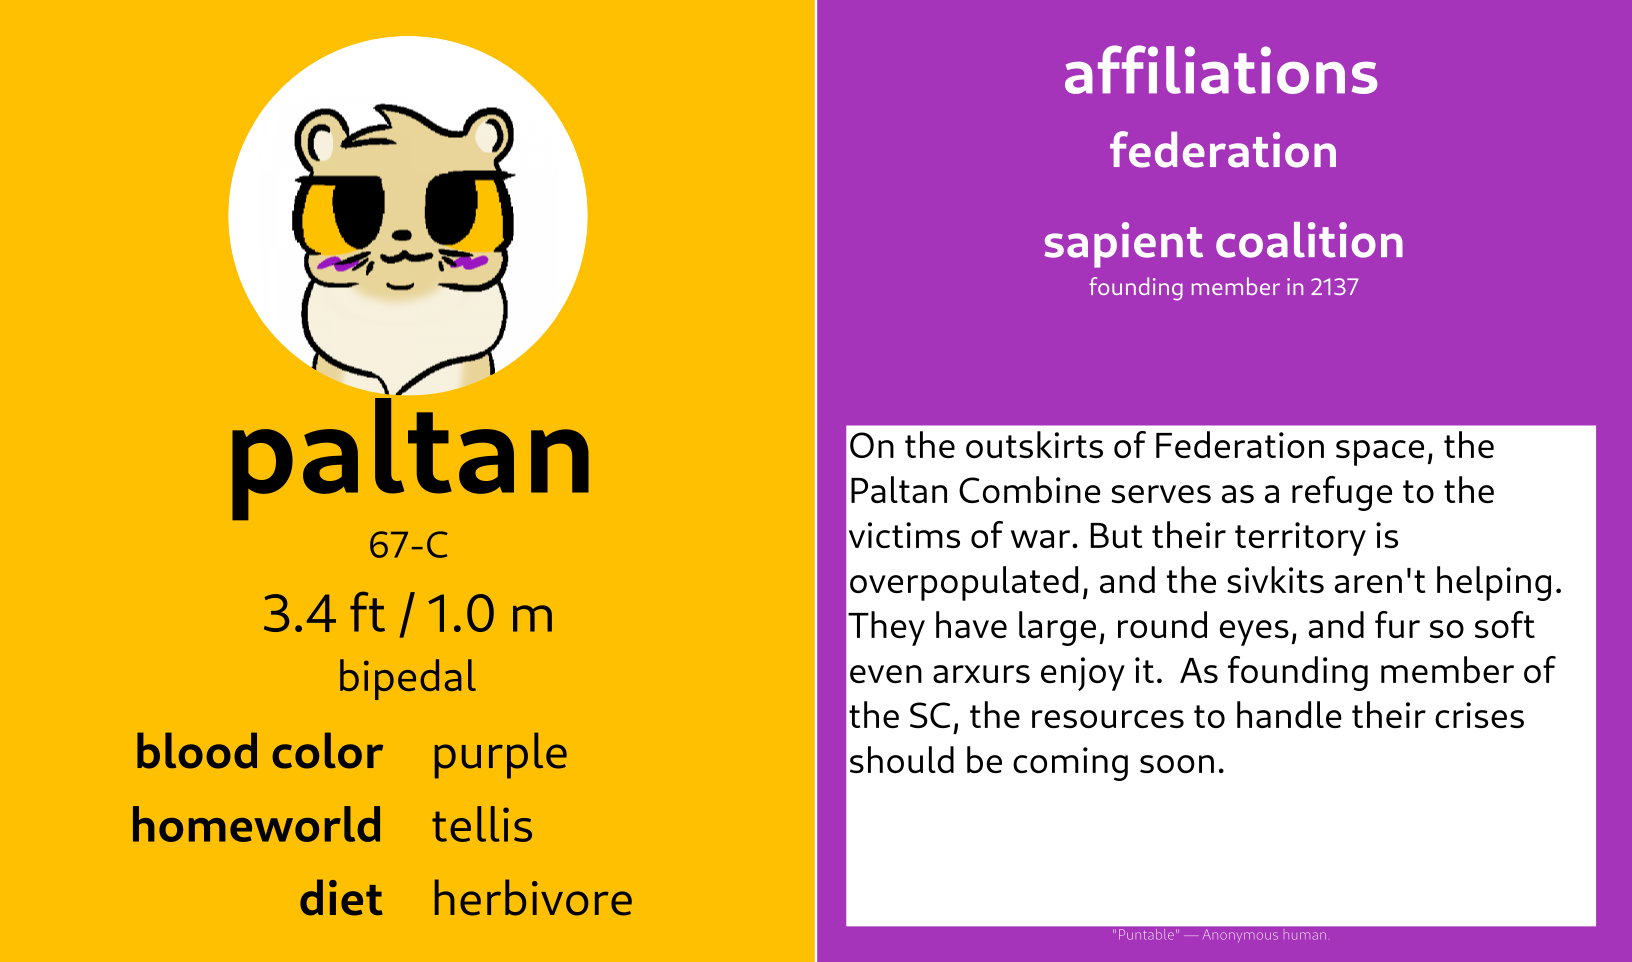 paltan
67-C
3.4 ft / 1.0 m
bipedal
blood color purple
homeworld tellis
diet herbivore
affiliations
federation
sapient coalition
founding member in 2137
On the outskirts of Federation space, the
Paltan Combine serves as a refuge to the
victims of war. But their territory is
overpopulated, and the sivkits aren't helping.
They have large, round eyes, and fur so soft
even arxurs enjoy it.  As founding member of
the SC, the resources to handle their crises
should be coming soon.
"Puntable" — Anonymous human.